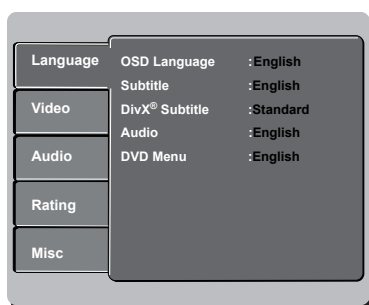 Language
Video
Audio
Rating
Misc
OSD Language :English
Subtitle :English
DivX® Subtitle :Standard
Audio :English
DVD Menu :English